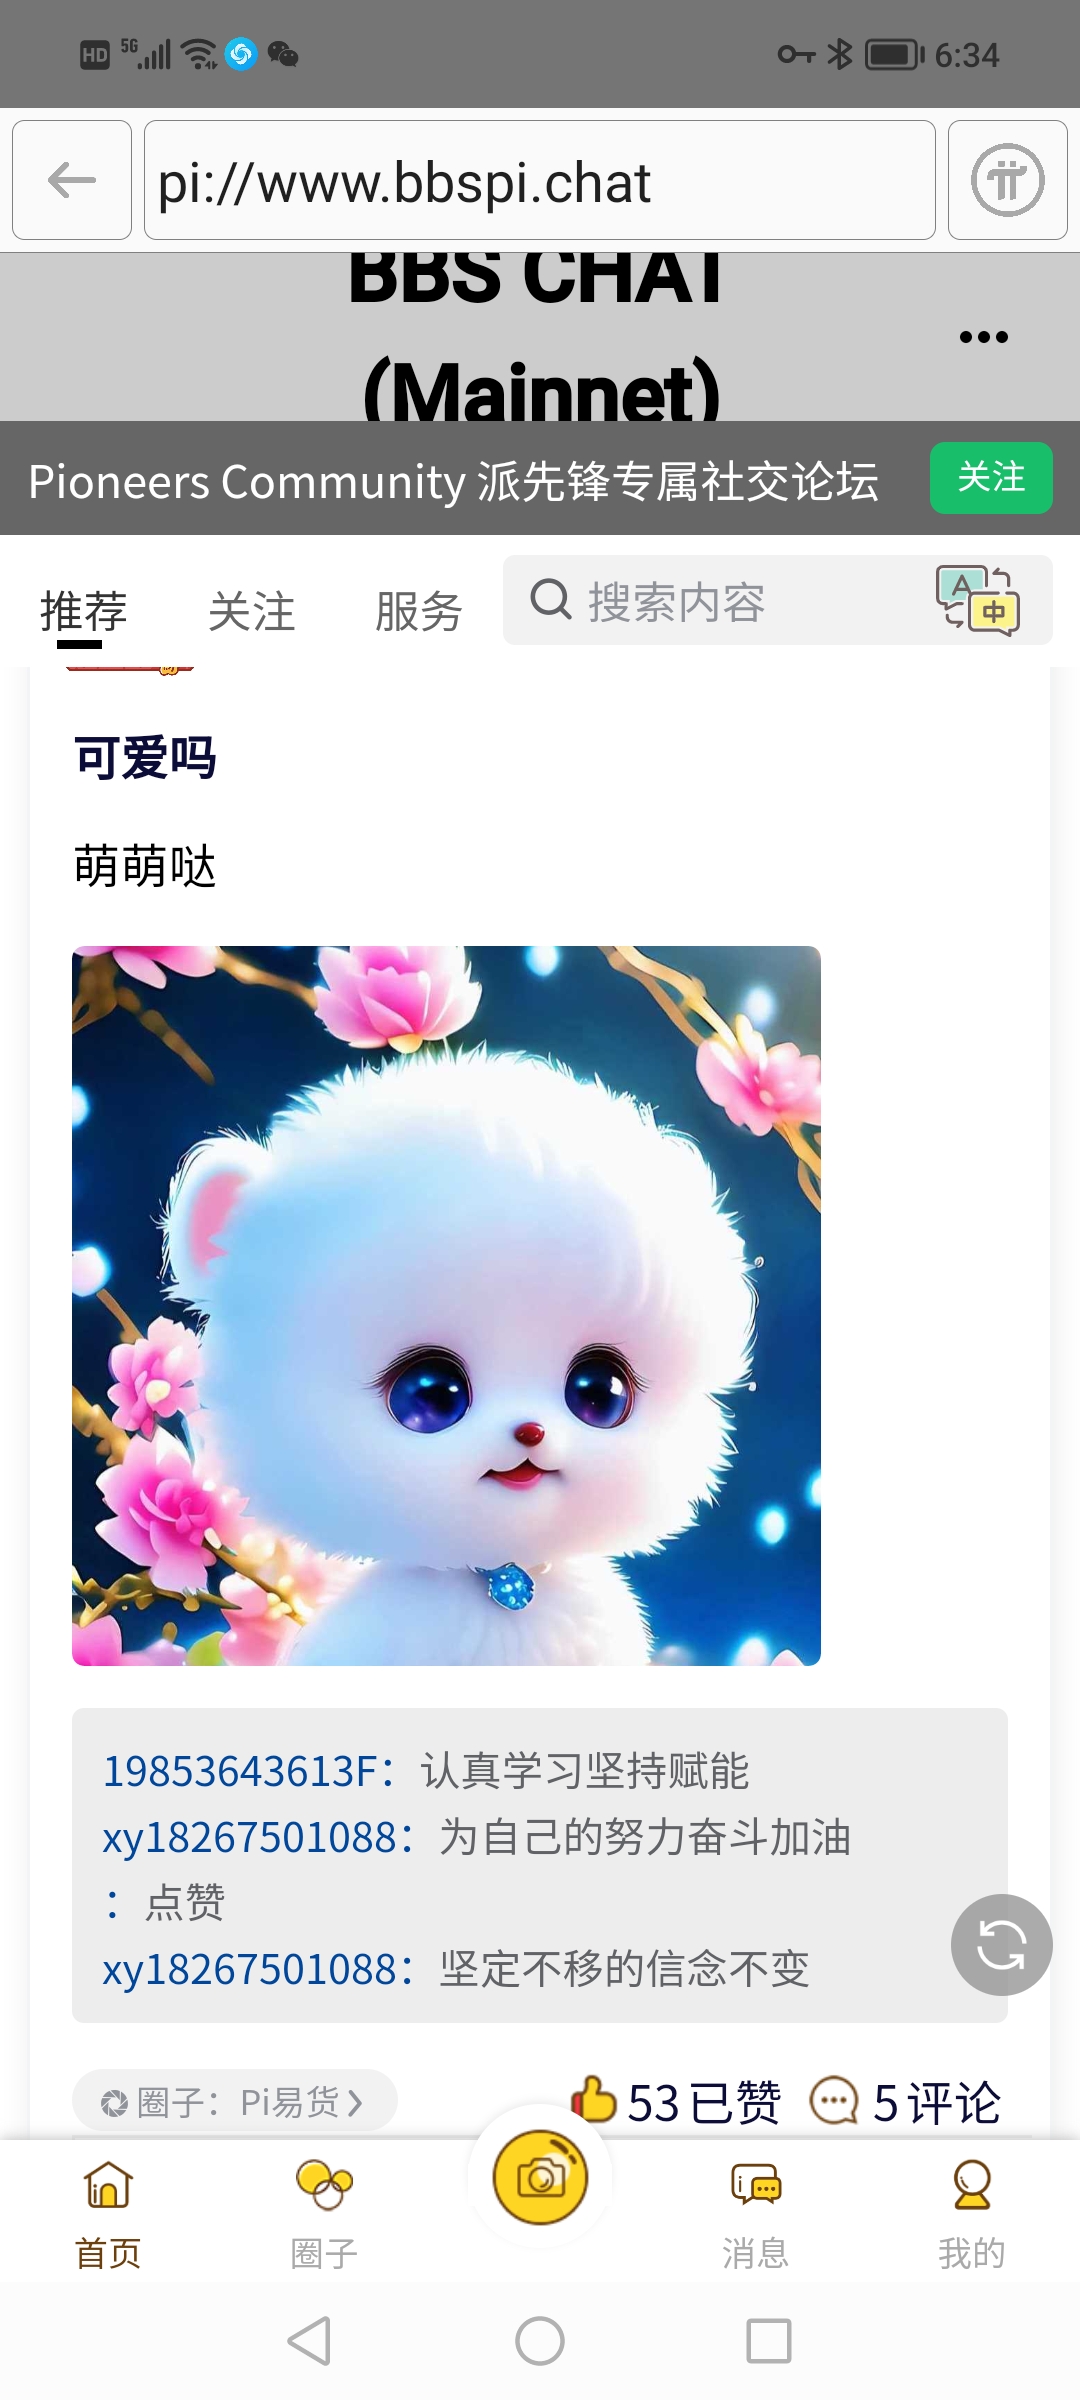 HD 5G 6:34
pi://www.bbspi.chat
BBS CHAT
(Mainnet)
Pioneers Community 派先锋专属社交论坛 关注
推荐 关注 服务 搜索内容 A 中
可爱吗
萌萌哒
19853643613F：认真学习坚持赋能
xy18267501088：为自己的努力奋斗加油
：点赞
xy18267501088：坚定不移的信念不变
圈子：Pi易货 53已赞 5评论
首页 圈子 消息 我的